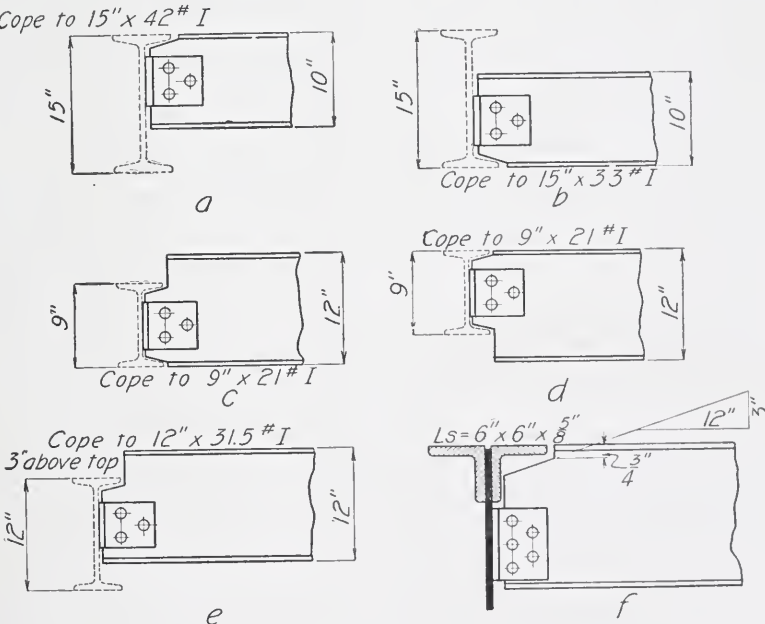 Cope to 15" x 42# I
15"
10"
a
15"
10"
Cope to 15" x 33# I
b
9"
12"
Cope to 9" x 21# I
c
Cope to 9" x 21# I
9"
12"
d
Cope to 12" x 31.5# I
3" above top
12"
12"
e
Ls = 6" x 6" x 5/8"
12"
3"
2 3/4"
f